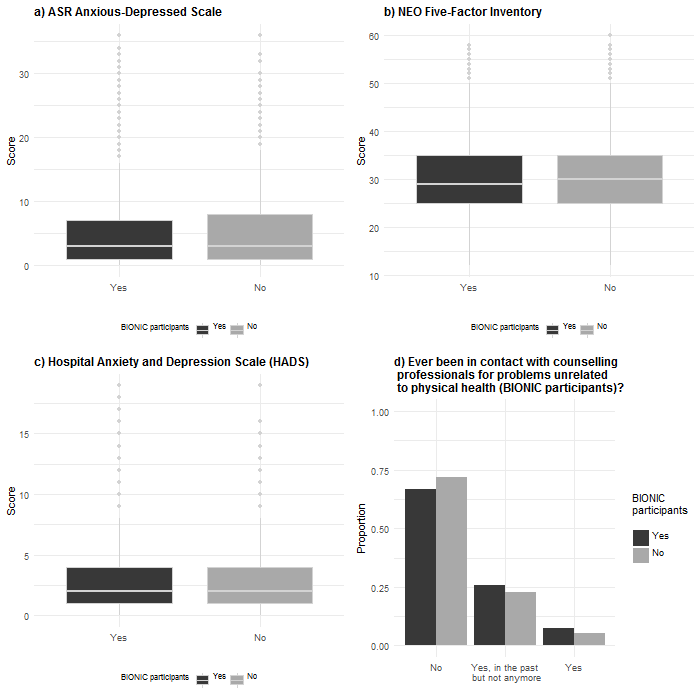 a) ASR Anxious-Depressed Scale
Score
30
20
10
0
Yes
No
BIONIC participants
Yes
No
b) NEO Five-Factor Inventory
Score
60
50
40
30
20
10
Yes
No
BIONIC participants
Yes
No
c) Hospital Anxiety and Depression Scale (HADS)
Score
15
10
5
0
Yes
No
BIONIC participants
Yes
No
d) Ever been in contact with counselling
professionals for problems unrelated
to physical health (BIONIC participants)?
Proportion
1.00
0.75
0.50
0.25
0.00
No
Yes, in the past
but not anymore
Yes
BIONIC
participants
Yes
No